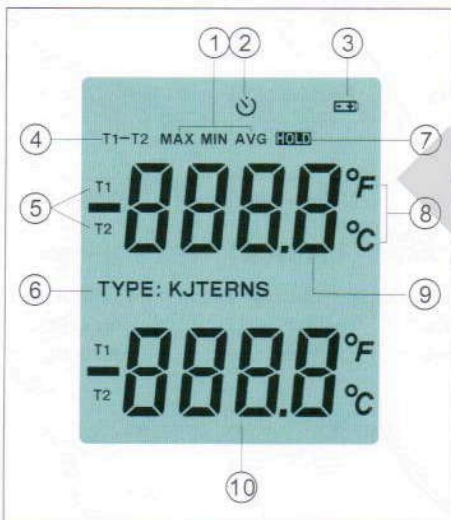 ① ② ③
④ T1-T2 MAX MIN AVG HOLD ⑦
T1 888.8 °F
⑤ ⑧
T2 °C
⑥ TYPE: KJTERNS ⑨
T1 888.8 °F
T2 °C
⑩